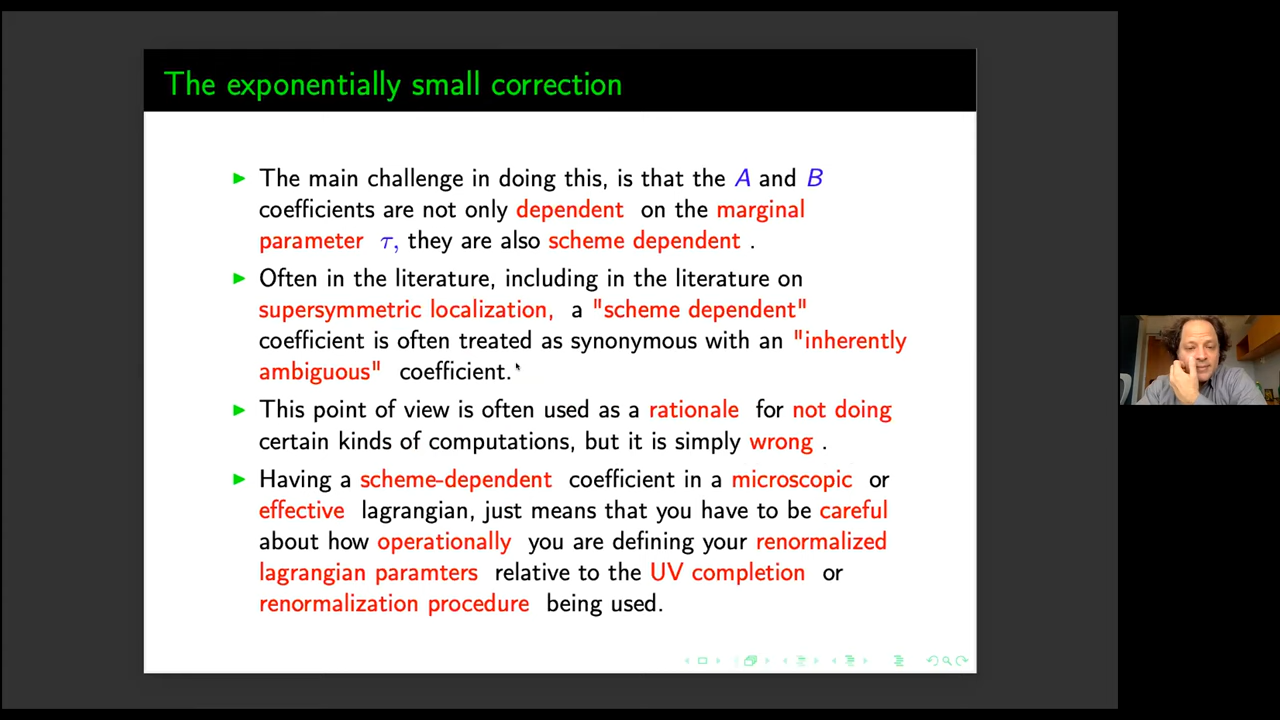 The exponentially small correction
The main challenge in doing this, is that the A and B
coefficients are not only dependent on the marginal
parameter τ, they are also scheme dependent .
Often in the literature, including in the literature on
supersymmetric localization, a "scheme dependent"
coefficient is often treated as synonymous with an "inherently
ambiguous" coefficient.
This point of view is often used as a rationale for not doing
certain kinds of computations, but it is simply wrong .
Having a scheme-dependent coefficient in a microscopic or
effective lagrangian, just means that you have to be careful
about how operationally you are defining your renormalized
lagrangian paramters relative to the UV completion or
renormalization procedure being used.